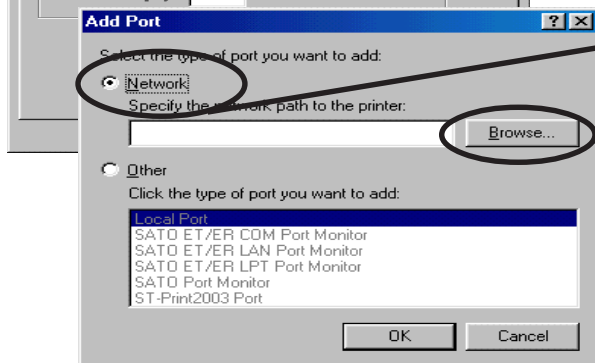 Add Port
Select the type of port you want to add:
Network
Specify the network path to the printer:
Browse...
Other
Click the type of port you want to add:
Local Port
SATO ET/ER COM Port Monitor
SATO ET/ER LAN Port Monitor
SATO ET/ER LPT Port Monitor
SATO Port Monitor
ST-Print2003 Port
OK
Cancel